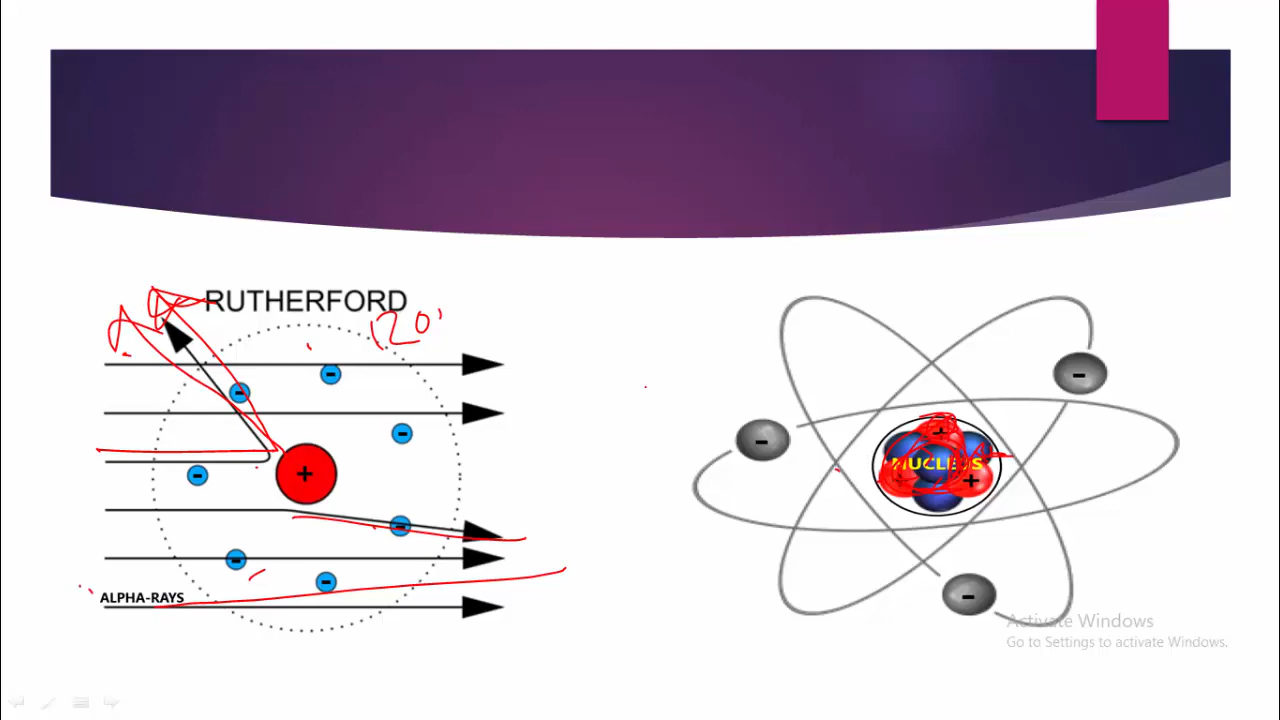 RUTHERFORD
120°
+
ALPHA-RAYS
NUCLEUS
Activate Windows
Go to Settings to activate Windows.